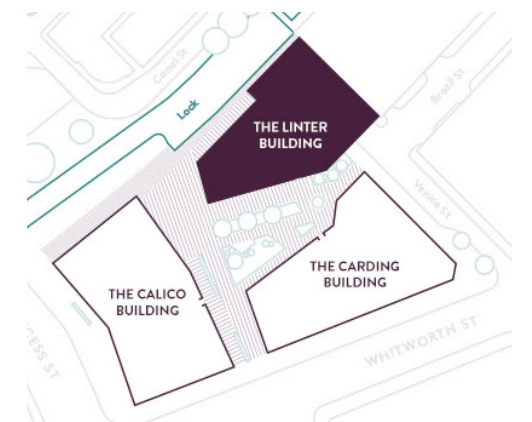 Canal St
Lock
THE LINTER
BUILDING
Brazil St
Venice St
THE CARDING
BUILDING
THE CALICO
BUILDING
WHITWORTH ST
CESS ST